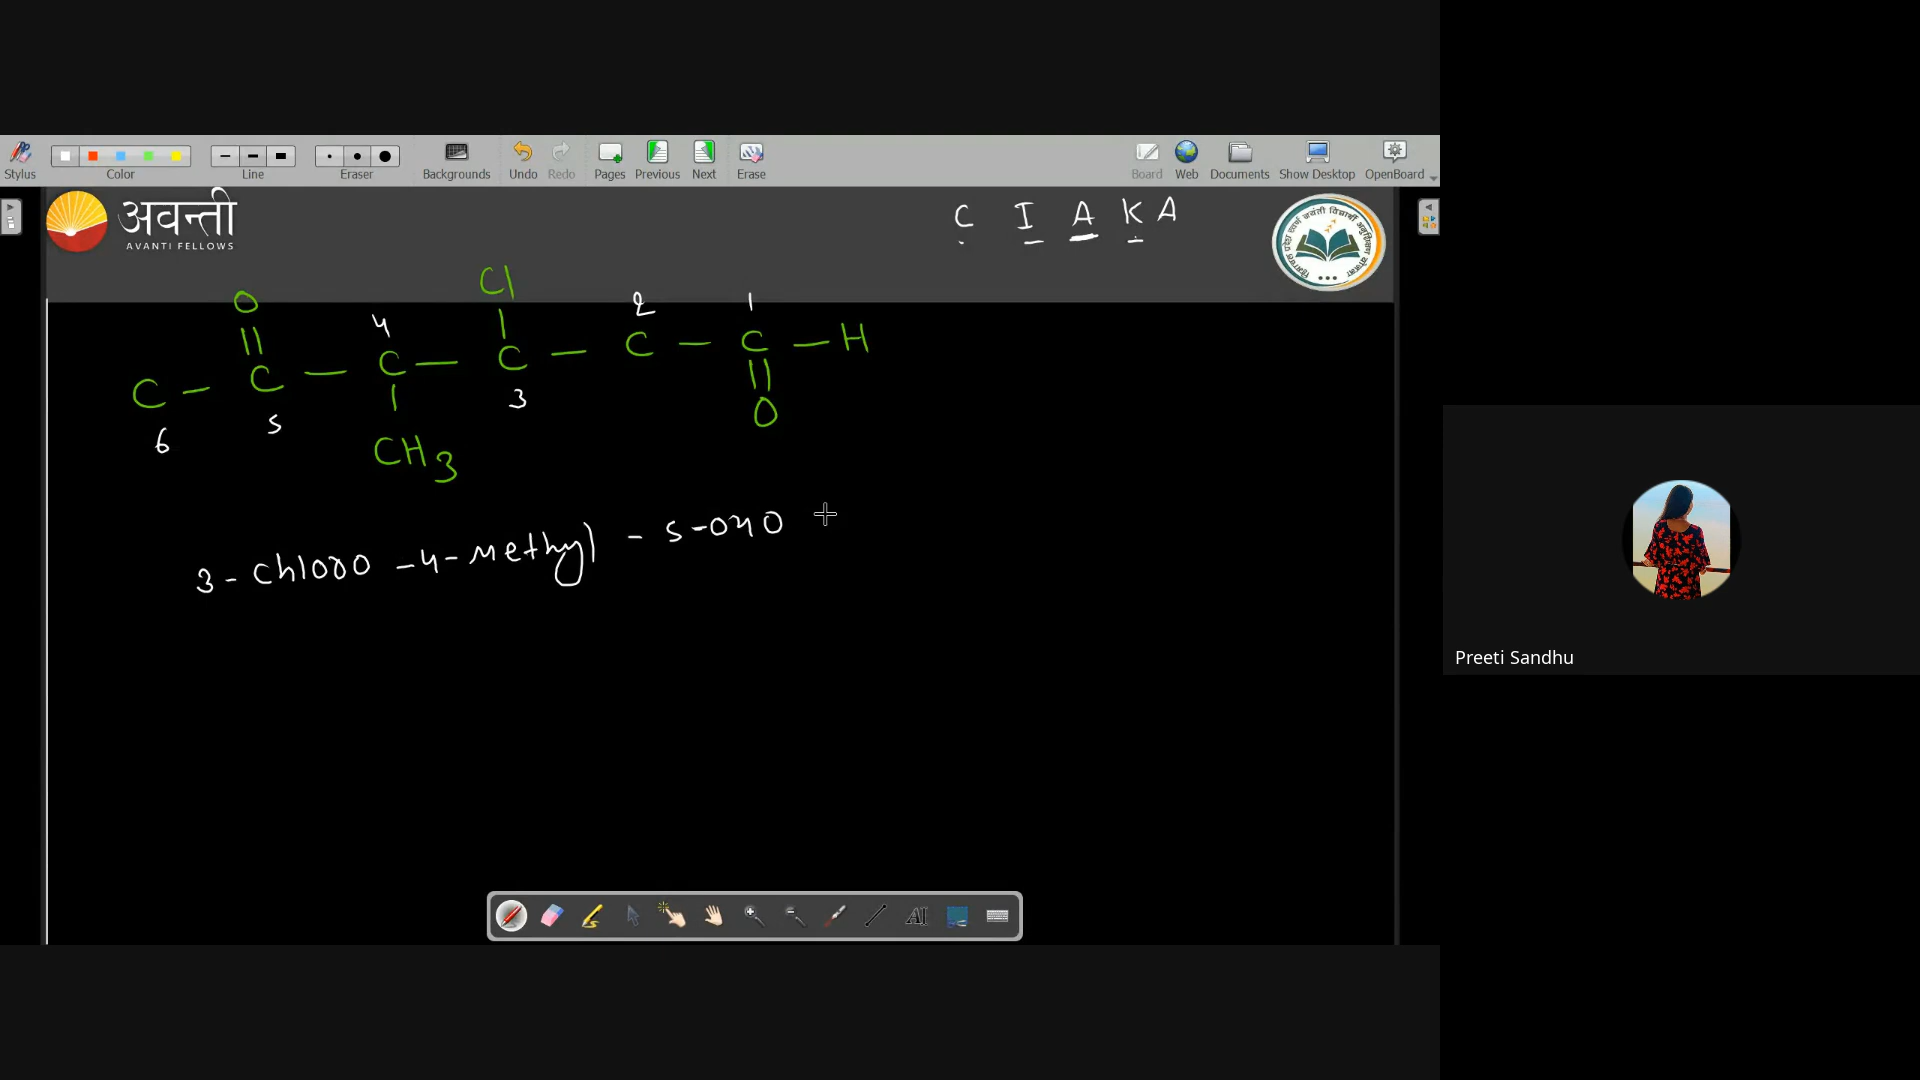 Stylus Color Line Eraser Backgrounds Undo Redo Pages Previous Next Erase Board Web Documents Show Desktop OpenBoard
अवन्ती
AVANTI FELLOWS
C I A K A
O Cl
4 2 1
C - C - C - C - C - C - H
6 5 3 O
CH3
3 - Chloro - 4 - Methyl - 5 - oxo
Preeti Sandhu
AI